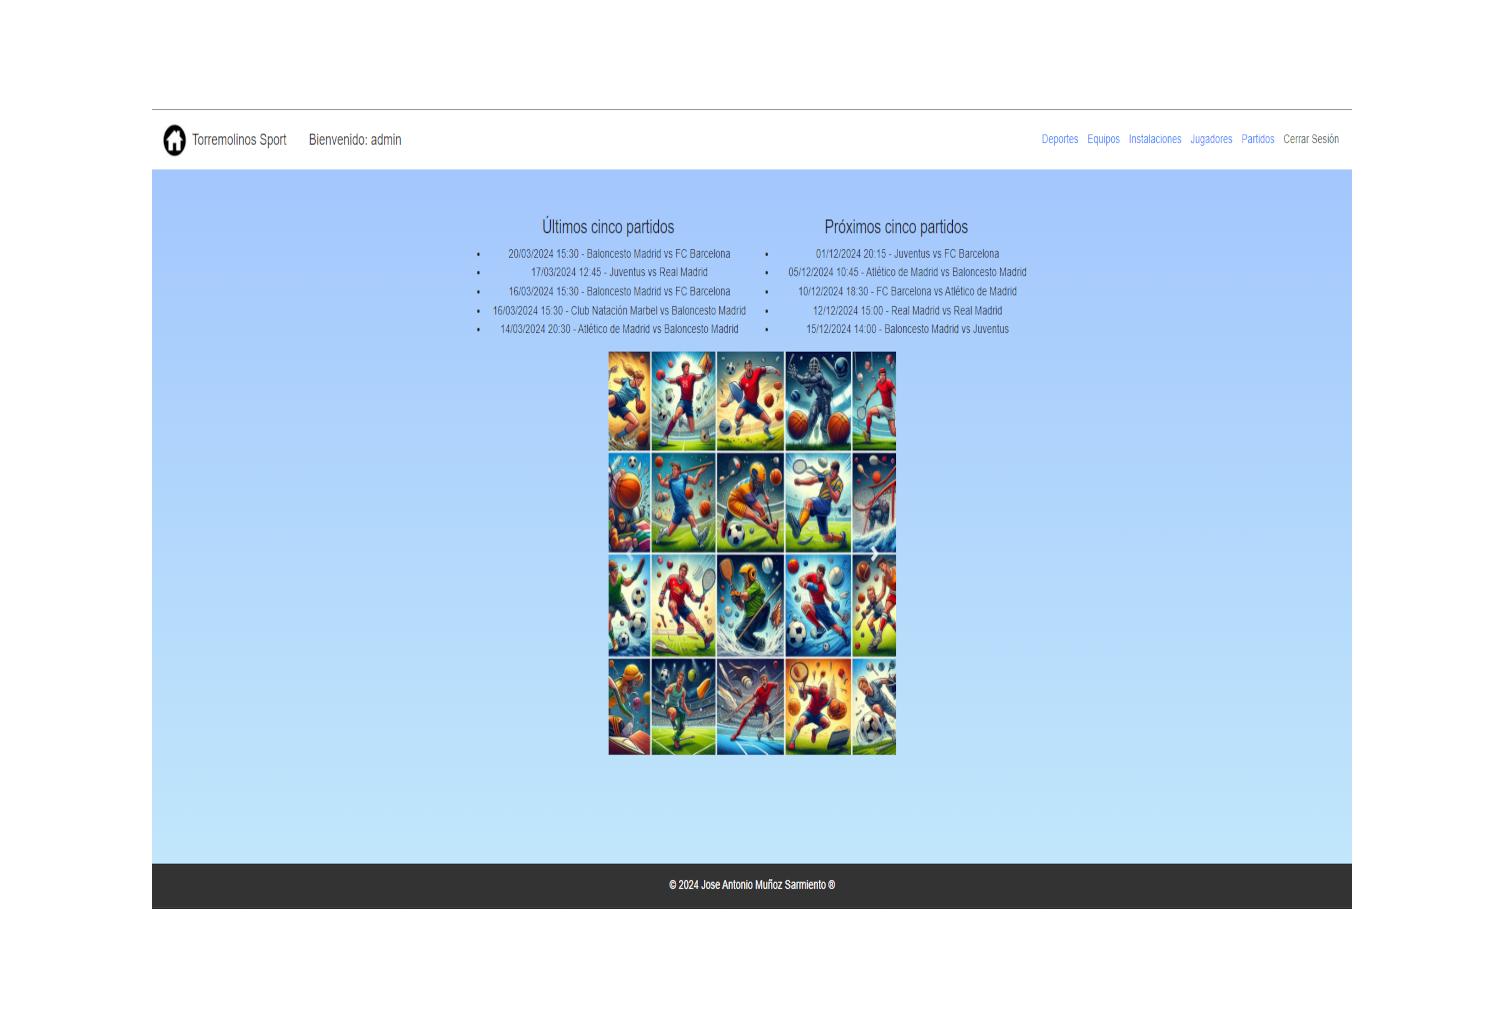 Torremolinos Sport Bienvenido: admin Deportes Equipos Instalaciones Jugadores Partidos Cerrar Sesión
Últimos cinco partidos
• 20/03/2024 15:30 - Baloncesto Madrid vs FC Barcelona
• 17/03/2024 12:45 - Juventus vs Real Madrid
• 16/03/2024 15:30 - Baloncesto Madrid vs FC Barcelona
• 16/03/2024 15:30 - Club Natación Marbel vs Baloncesto Madrid
• 14/03/2024 20:30 - Atlético de Madrid vs Baloncesto Madrid
Próximos cinco partidos
• 01/12/2024 20:15 - Juventus vs FC Barcelona
• 05/12/2024 10:45 - Atlético de Madrid vs Baloncesto Madrid
• 10/12/2024 18:30 - FC Barcelona vs Atlético de Madrid
• 12/12/2024 15:00 - Real Madrid vs Real Madrid
• 15/12/2024 14:00 - Baloncesto Madrid vs Juventus
© 2024 Jose Antonio Muñoz Sarmiento ®